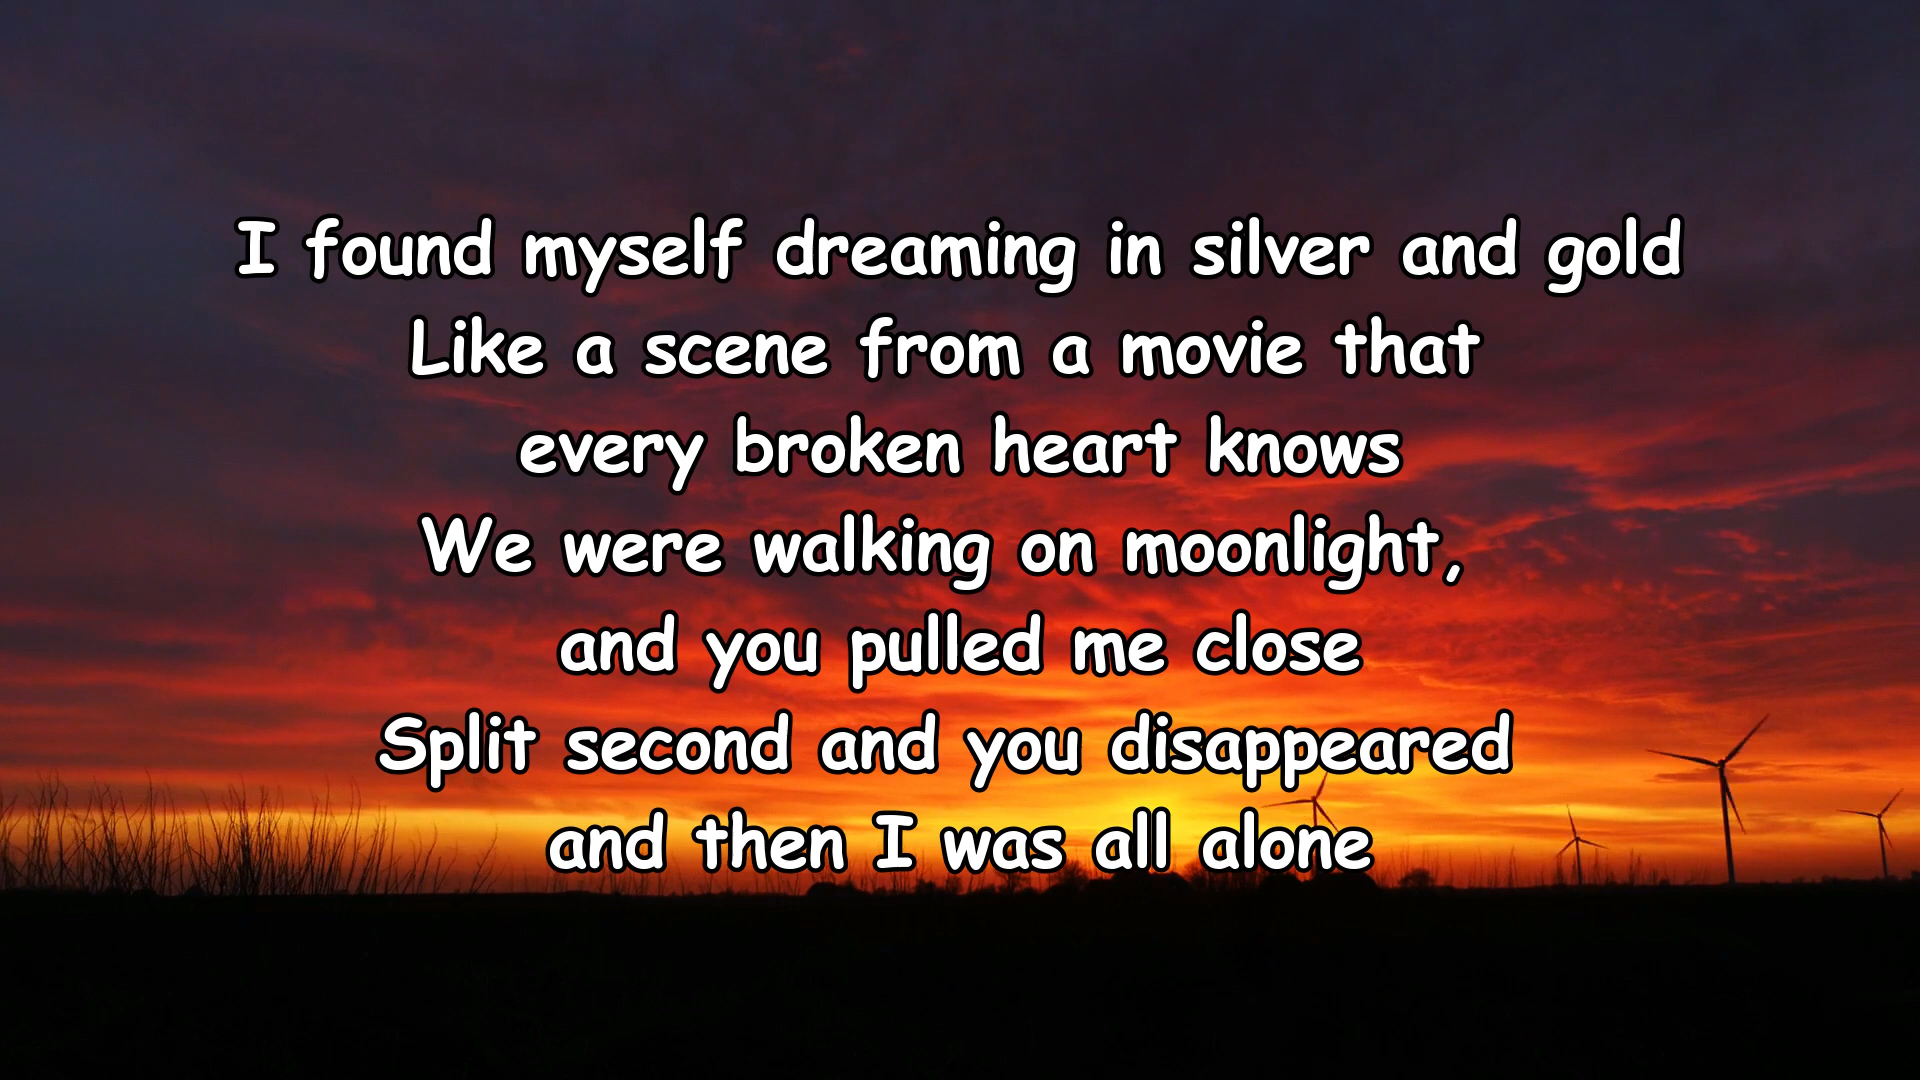 I found myself dreaming in silver and gold
Like a scene from a movie that
every broken heart knows
We were walking on moonlight,
and you pulled me close
Split second and you disappeared
and then I was all alone